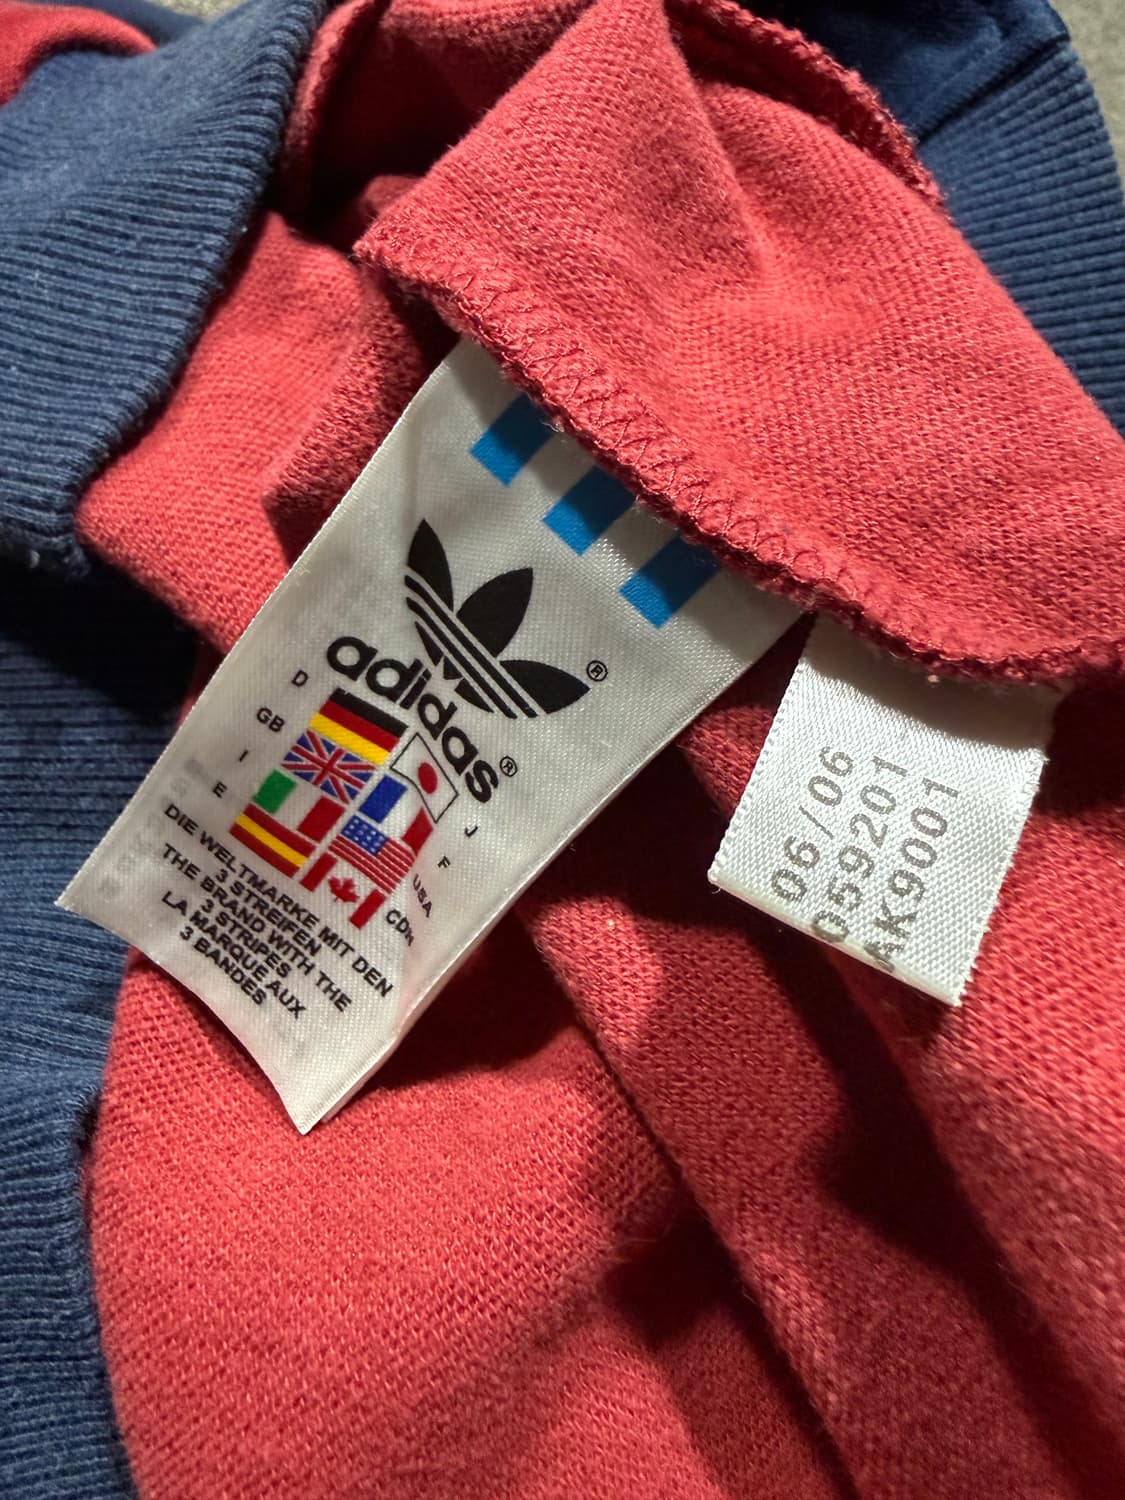 ®
adidas®
D
GB
I
E
J
F
USA
CDN
DIE WELTMARKE MIT DEN
3 STREIFEN
THE BRAND WITH THE
3 STRIPES
LA MARQUE AUX
3 BANDES
06/06
059201
AK9001